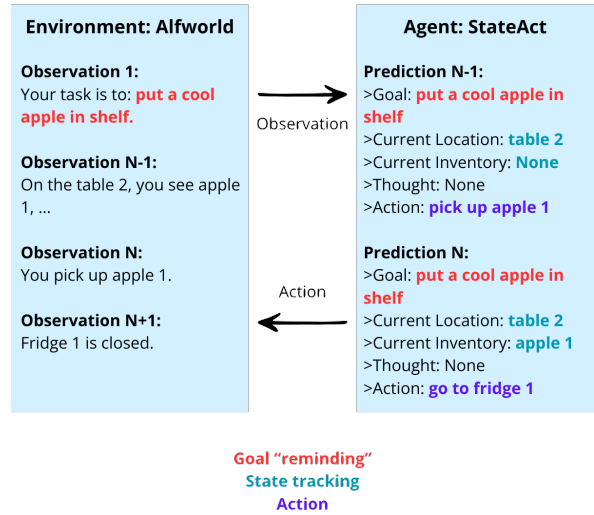 Environment: Alfworld
Observation 1:
Your task is to: put a cool
apple in shelf.
Observation N-1:
On the table 2, you see apple
1, ...
Observation N:
You pick up apple 1.
Observation N+1:
Fridge 1 is closed.
Observation
Action
Agent: StateAct
Prediction N-1:
>Goal: put a cool apple in
shelf
>Current Location: table 2
>Current Inventory: None
>Thought: None
>Action: pick up apple 1
Prediction N:
>Goal: put a cool apple in
shelf
>Current Location: table 2
>Current Inventory: apple 1
>Thought: None
>Action: go to fridge 1
Goal “reminding”
State tracking
Action